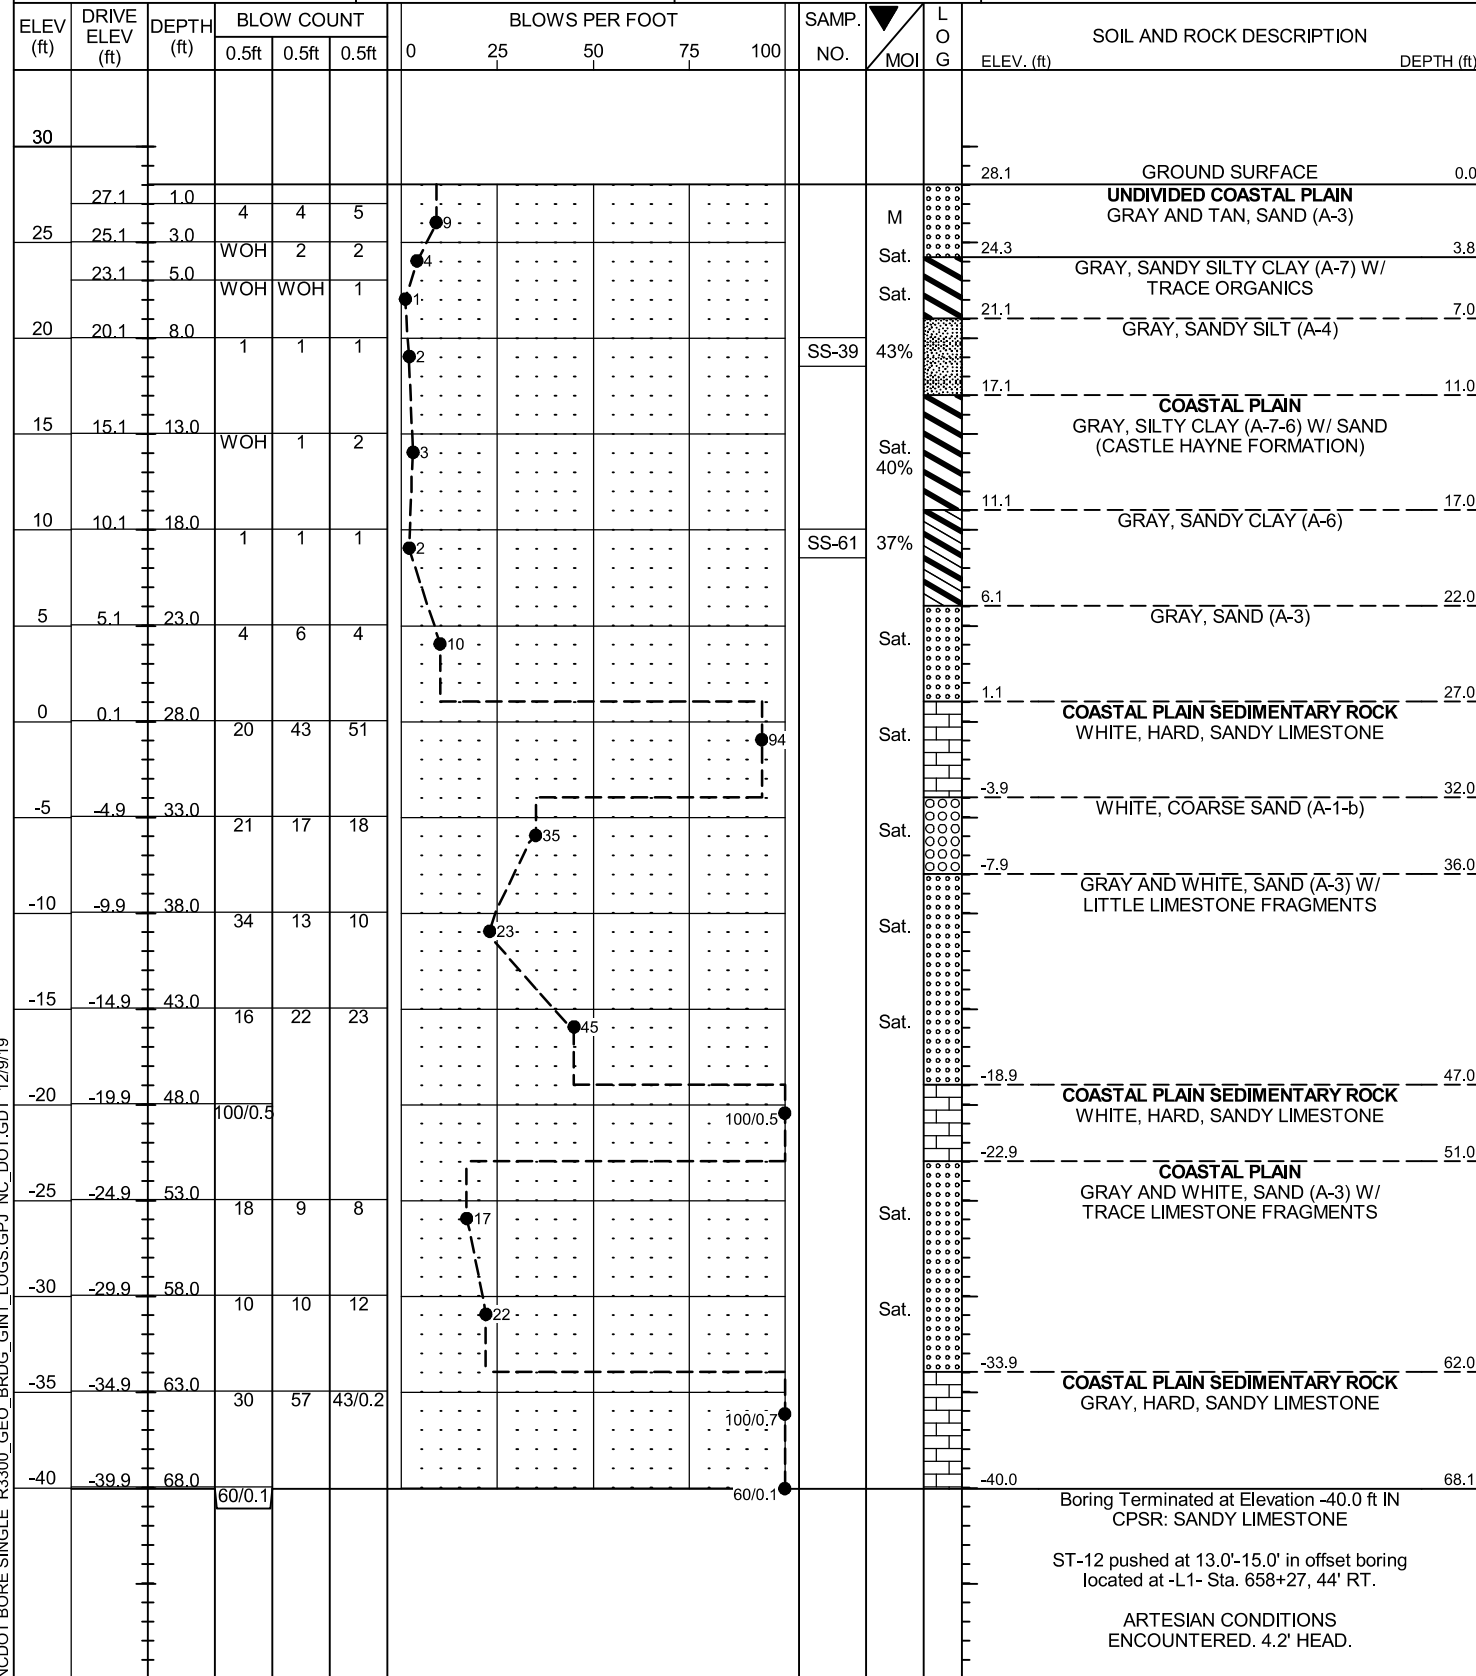 ELEV (ft) DRIVE ELEV (ft) DEPTH (ft) BLOW COUNT BLOWS PER FOOT SAMP. NO. MOI L O G SOIL AND ROCK DESCRIPTION
0.5ft 0.5ft 0.5ft 0 25 50 75 100 ELEV. (ft) DEPTH (ft)
30
28.1 GROUND SURFACE 0.0
27.1 1.0 UNDIVIDED COASTAL PLAIN
4 4 5 9 M GRAY AND TAN, SAND (A-3)
25 25.1 3.0
WOH 2 2 4 Sat. 24.3 3.8
23.1 5.0 GRAY, SANDY SILTY CLAY (A-7) W/
WOH WOH 1 1 Sat. TRACE ORGANICS
21.1 7.0
20 20.1 8.0 GRAY, SANDY SILT (A-4)
1 1 1 2 SS-39 43%
17.1 11.0
COASTAL PLAIN
15 15.1 13.0 GRAY, SILTY CLAY (A-7-6) W/ SAND
WOH 1 2 3 Sat. (CASTLE HAYNE FORMATION)
40%
11.1 17.0
10 10.1 18.0 GRAY, SANDY CLAY (A-6)
1 1 1 2 SS-61 37%
6.1 22.0
5 5.1 23.0 GRAY, SAND (A-3)
4 6 4 10 Sat.
1.1 27.0
0 0.1 28.0 COASTAL PLAIN SEDIMENTARY ROCK
20 43 51 94 Sat. WHITE, HARD, SANDY LIMESTONE
-3.9 32.0
-5 -4.9 33.0 WHITE, COARSE SAND (A-1-b)
21 17 18 35 Sat.
-7.9 36.0
GRAY AND WHITE, SAND (A-3) W/
-10 -9.9 38.0 LITTLE LIMESTONE FRAGMENTS
34 13 10 23 Sat.
-15 -14.9 43.0
16 22 23 45 Sat.
-18.9 47.0
-20 -19.9 48.0 COASTAL PLAIN SEDIMENTARY ROCK
100/0.5 100/0.5 WHITE, HARD, SANDY LIMESTONE
-22.9 51.0
COASTAL PLAIN
-25 -24.9 53.0 GRAY AND WHITE, SAND (A-3) W/
18 9 8 17 Sat. TRACE LIMESTONE FRAGMENTS
-30 -29.9 58.0
10 10 12 22 Sat.
-33.9 62.0
-35 -34.9 63.0 COASTAL PLAIN SEDIMENTARY ROCK
30 57 43/0.2 100/0.7 GRAY, HARD, SANDY LIMESTONE
-40 -39.9 68.0 -40.0 68.1
60/0.1 60/0.1
Boring Terminated at Elevation -40.0 ft IN
CPSR: SANDY LIMESTONE
ST-12 pushed at 13.0'-15.0' in offset boring
located at -L1- Sta. 658+27, 44' RT.
ARTESIAN CONDITIONS
ENCOUNTERED. 4.2' HEAD.
NCDOT BORE SINGLE R3300_GEO_BRDG_GINT_LOGS.GPJ NC_DOT.GDT 12/9/19